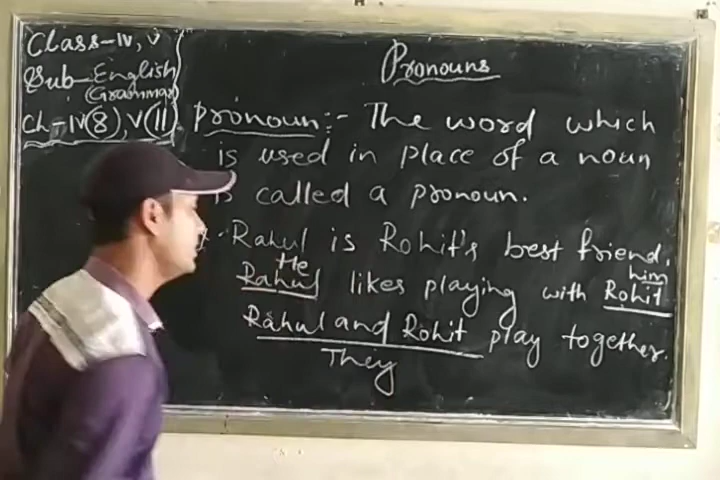 Class-IV, V
Sub-English
(Grammar)
Ch-IV(8), V(11)
Pronouns
Pronoun:- The word which
is used in place of a noun
is called a pronoun.
Rahul is Rohit's best friend.
He him
Rahul likes playing with Rohit
Rahul and Rohit play together.
They